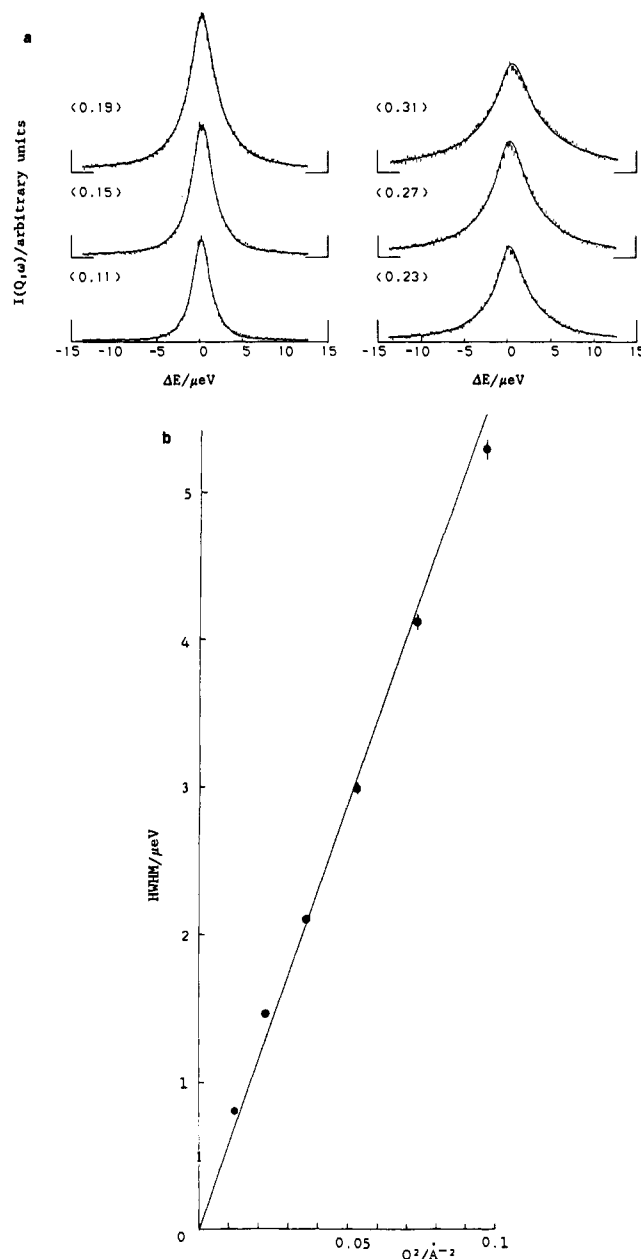 a
I(Q,ω)/arbitrary units
(0.19)
(0.15)
(0.11)
-15 -10 -5 0 5 10 15
ΔE/μeV
(0.31)
(0.27)
(0.23)
-15 -10 -5 0 5 10 15
ΔE/μeV
b
HWHM/μeV
5
4
3
2
1
0
0.05
0.1
Q²/Å⁻²